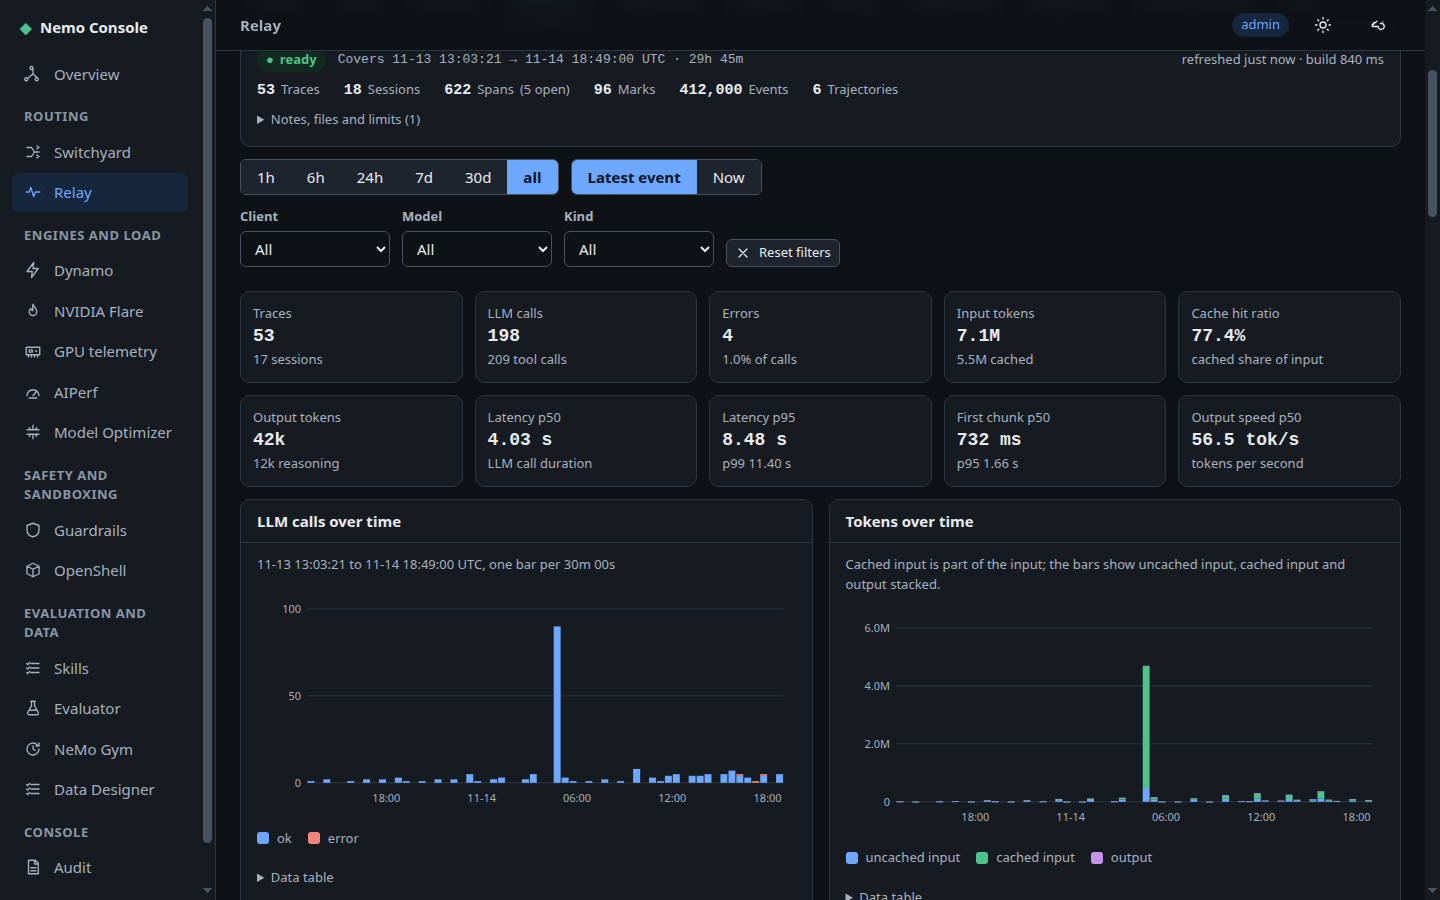 Nemo Console
Overview
ROUTING
Switchyard
Relay
ENGINES AND LOAD
Dynamo
NVIDIA Flare
GPU telemetry
AIPerf
Model Optimizer
SAFETY AND
SANDBOXING
Guardrails
OpenShell
EVALUATION AND
DATA
Skills
Evaluator
NeMo Gym
Data Designer
CONSOLE
Audit
Relay
admin
ready Covers 11-13 13:03:21 → 11-14 18:49:00 UTC · 29h 45m refreshed just now · build 840 ms
53 Traces 18 Sessions 622 Spans (5 open) 96 Marks 412,000 Events 6 Trajectories
Notes, files and limits (1)
1h 6h 24h 7d 30d all Latest event Now
Client Model Kind
All All All Reset filters
Traces
53
17 sessions
LLM calls
198
209 tool calls
Errors
4
1.0% of calls
Input tokens
7.1M
5.5M cached
Cache hit ratio
77.4%
cached share of input
Output tokens
42k
12k reasoning
Latency p50
4.03 s
LLM call duration
Latency p95
8.48 s
p99 11.40 s
First chunk p50
732 ms
p95 1.66 s
Output speed p50
56.5 tok/s
tokens per second
LLM calls over time
11-13 13:03:21 to 11-14 18:49:00 UTC, one bar per 30m 00s
100
50
0
18:00 11-14 06:00 12:00 18:00
ok error
Data table
Tokens over time
Cached input is part of the input; the bars show uncached input, cached input and
output stacked.
6.0M
4.0M
2.0M
0
18:00 11-14 06:00 12:00 18:00
uncached input cached input output
Data table